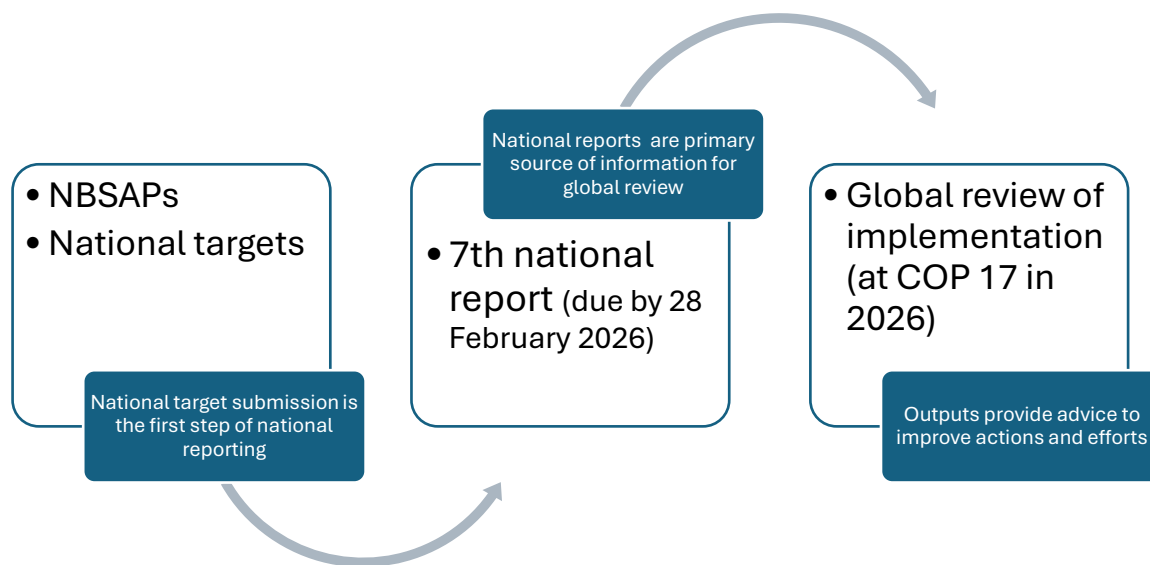 • NBSAPs
• National targets
National target submission is
the first step of national
reporting
National reports are primary
source of information for
global review
• 7th national
report (due by 28
February 2026)
• Global review of
implementation
(at COP 17 in
2026)
Outputs provide advice to
improve actions and efforts